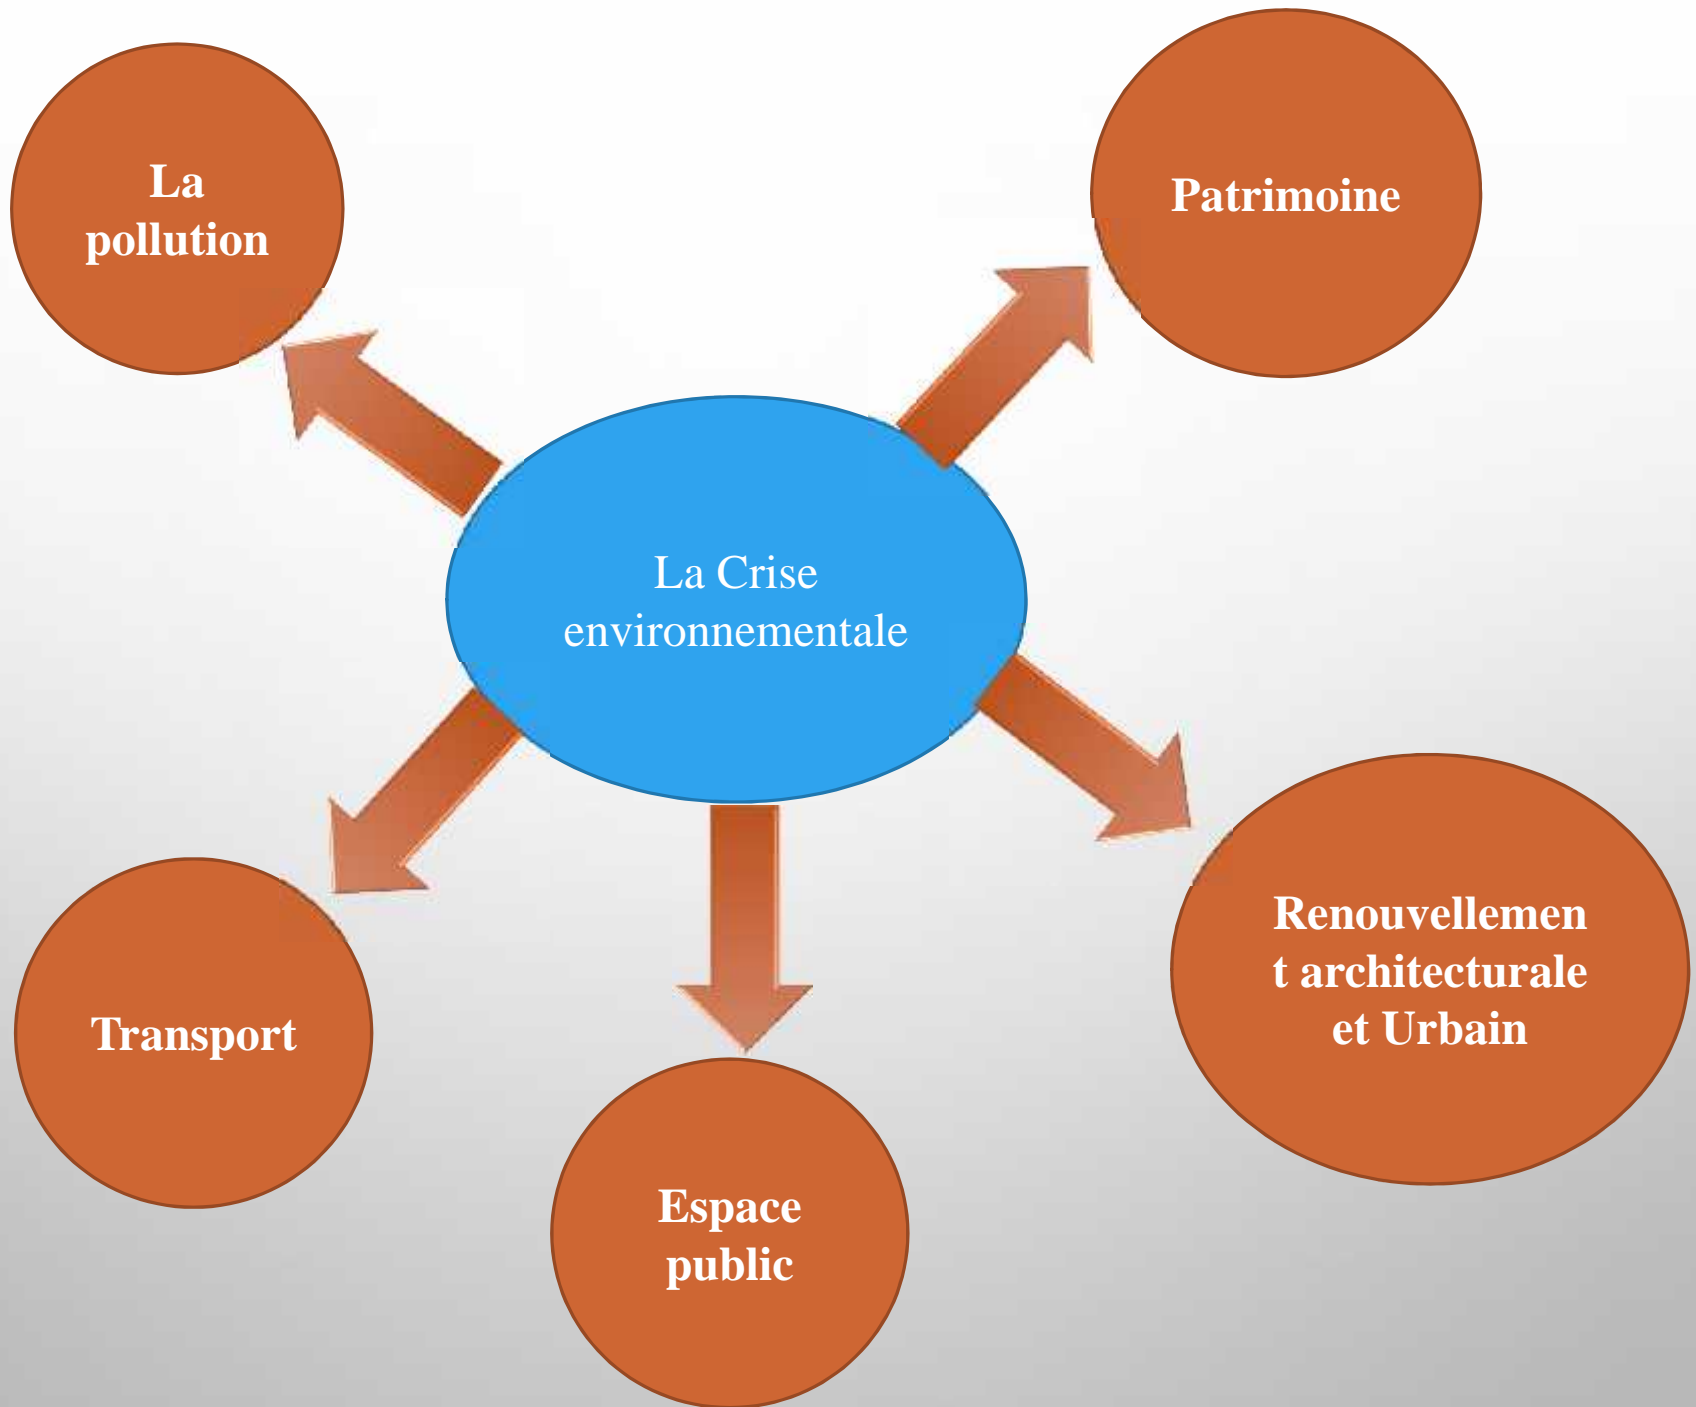 La
pollution
Patrimoine
La Crise
environnementale
Renouvellemen
t architecturale
et Urbain
Transport
Espace
public